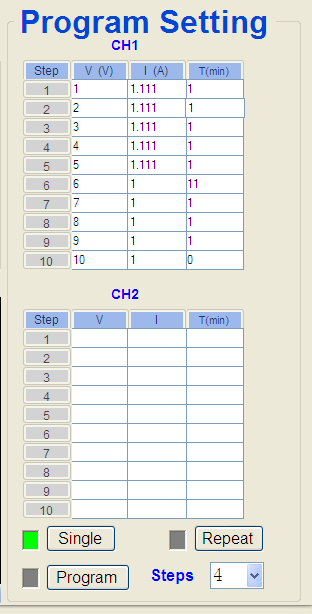 Program Setting
CH1
Step V (V) I (A) T(min)
1 1 1.111 1
2 2 1.111 1
3 3 1.111 1
4 4 1.111 1
5 5 1.111 1
6 6 1 11
7 7 1 1
8 8 1 1
9 9 1 1
10 10 1 0
CH2
Step V I T(min)
1
2
3
4
5
6
7
8
9
10
Single Repeat
Program Steps 4